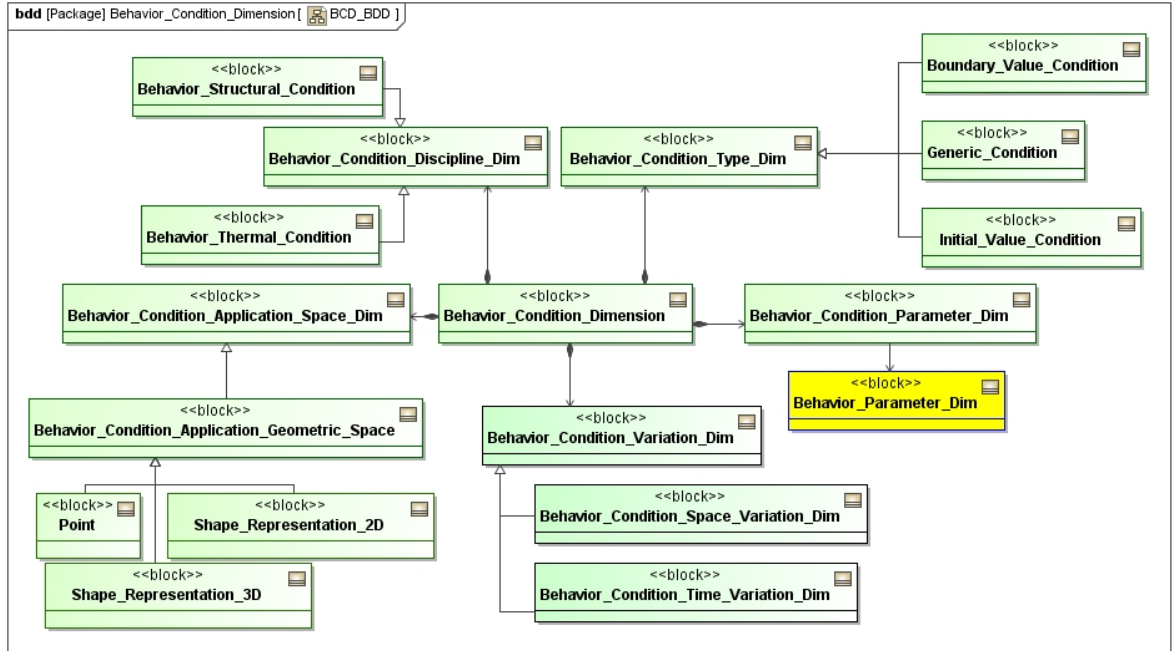 bdd [Package] Behavior_Condition_Dimension [ BCD_BDD ]
<<block>>
Behavior_Structural_Condition
<<block>>
Boundary_Value_Condition
<<block>>
Behavior_Condition_Discipline_Dim
<<block>>
Behavior_Condition_Type_Dim
<<block>>
Generic_Condition
<<block>>
Behavior_Thermal_Condition
<<block>>
Initial_Value_Condition
<<block>>
Behavior_Condition_Application_Space_Dim
<<block>>
Behavior_Condition_Dimension
<<block>>
Behavior_Condition_Parameter_Dim
<<block>>
Behavior_Parameter_Dim
<<block>>
Behavior_Condition_Application_Geometric_Space
<<block>>
Behavior_Condition_Variation_Dim
<<block>>
Point
<<block>>
Shape_Representation_2D
<<block>>
Behavior_Condition_Space_Variation_Dim
<<block>>
Shape_Representation_3D
<<block>>
Behavior_Condition_Time_Variation_Dim